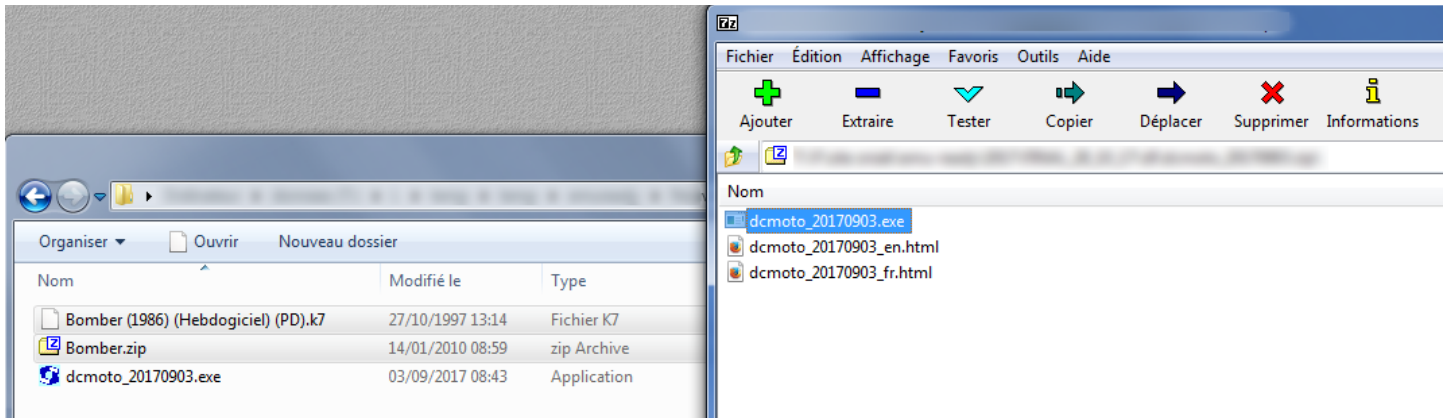 Organiser Ouvrir Nouveau dossier
Nom Modifié le Type
Bomber (1986) (Hebdogiciel) (PD).k7 27/10/1997 13:14 Fichier K7
Bomber.zip 14/01/2010 08:59 zip Archive
dcmoto_20170903.exe 03/09/2017 08:43 Application
Fichier Édition Affichage Favoris Outils Aide
Ajouter Extraire Tester Copier Déplacer Supprimer Informations
Nom
dcmoto_20170903.exe
dcmoto_20170903_en.html
dcmoto_20170903_fr.html